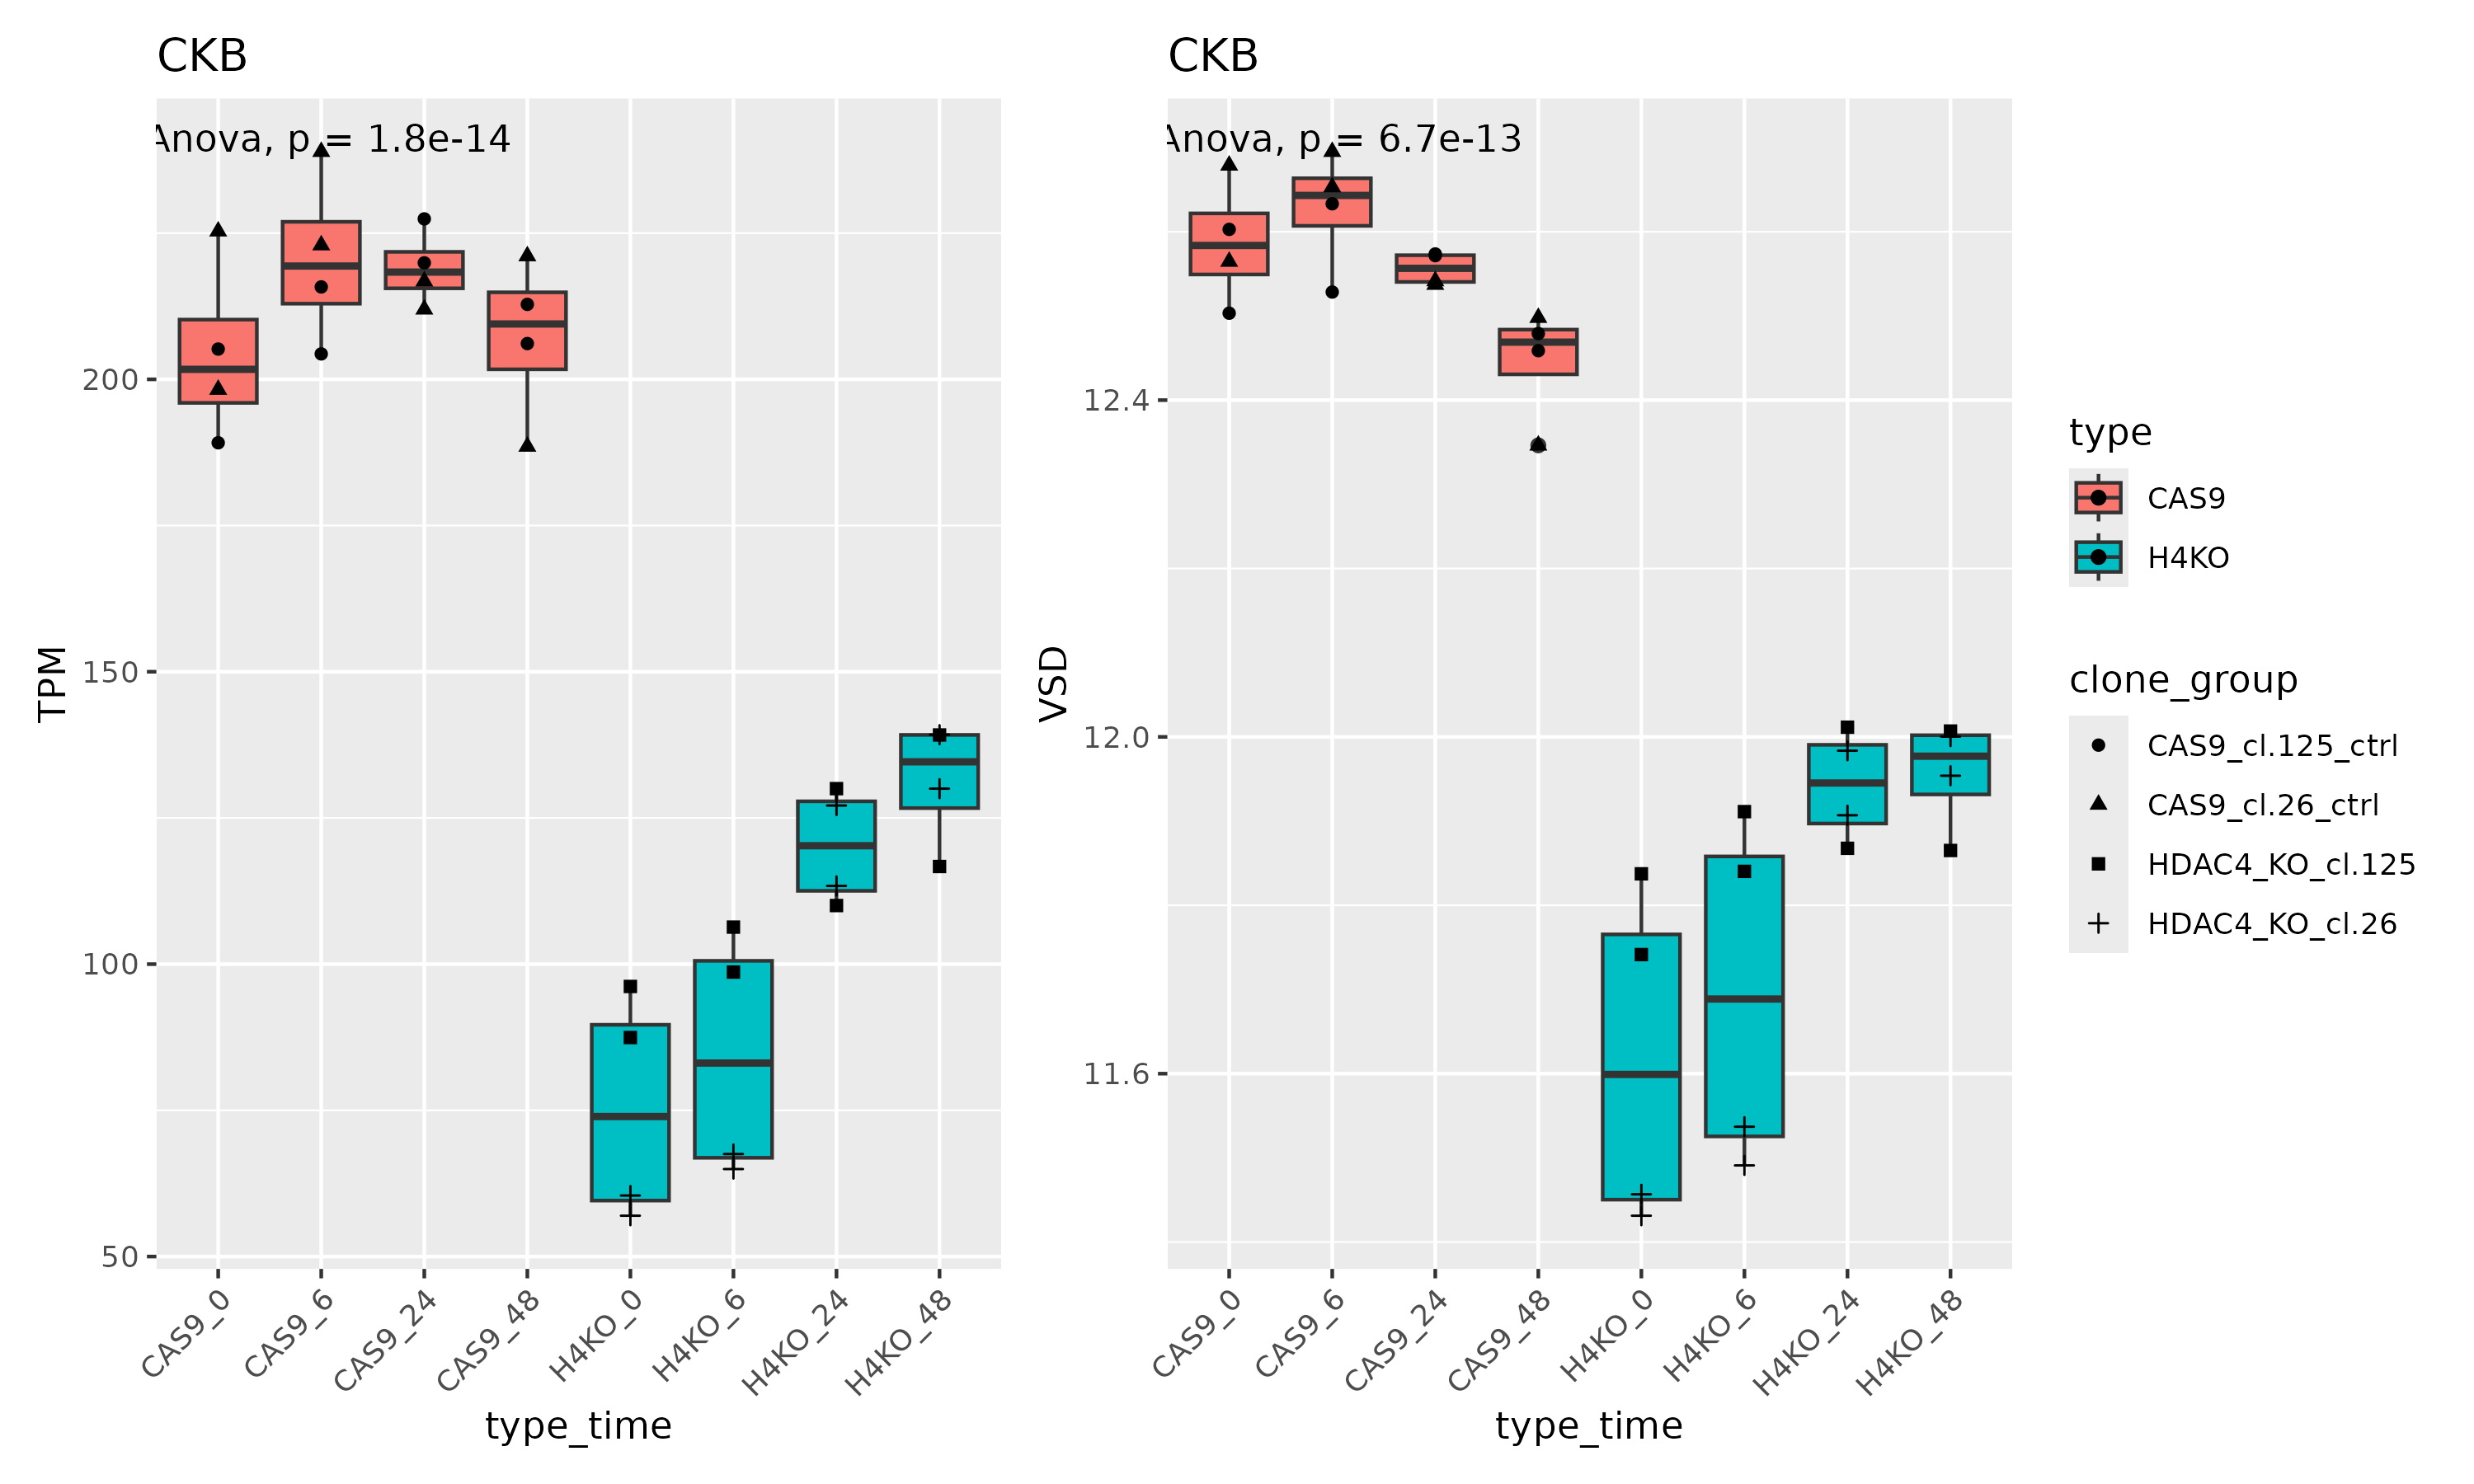 CKB
Anova, p = 1.8e-14
TPM
200
150
100
50
CAS9_0
CAS9_6
CAS9_24
CAS9_48
H4KO_0
H4KO_6
H4KO_24
H4KO_48
type_time
CKB
Anova, p = 6.7e-13
VSD
12.4
12.0
11.6
CAS9_0
CAS9_6
CAS9_24
CAS9_48
H4KO_0
H4KO_6
H4KO_24
H4KO_48
type_time
type
CAS9
H4KO
clone_group
CAS9_cl.125_ctrl
CAS9_cl.26_ctrl
HDAC4_KO_cl.125
HDAC4_KO_cl.26